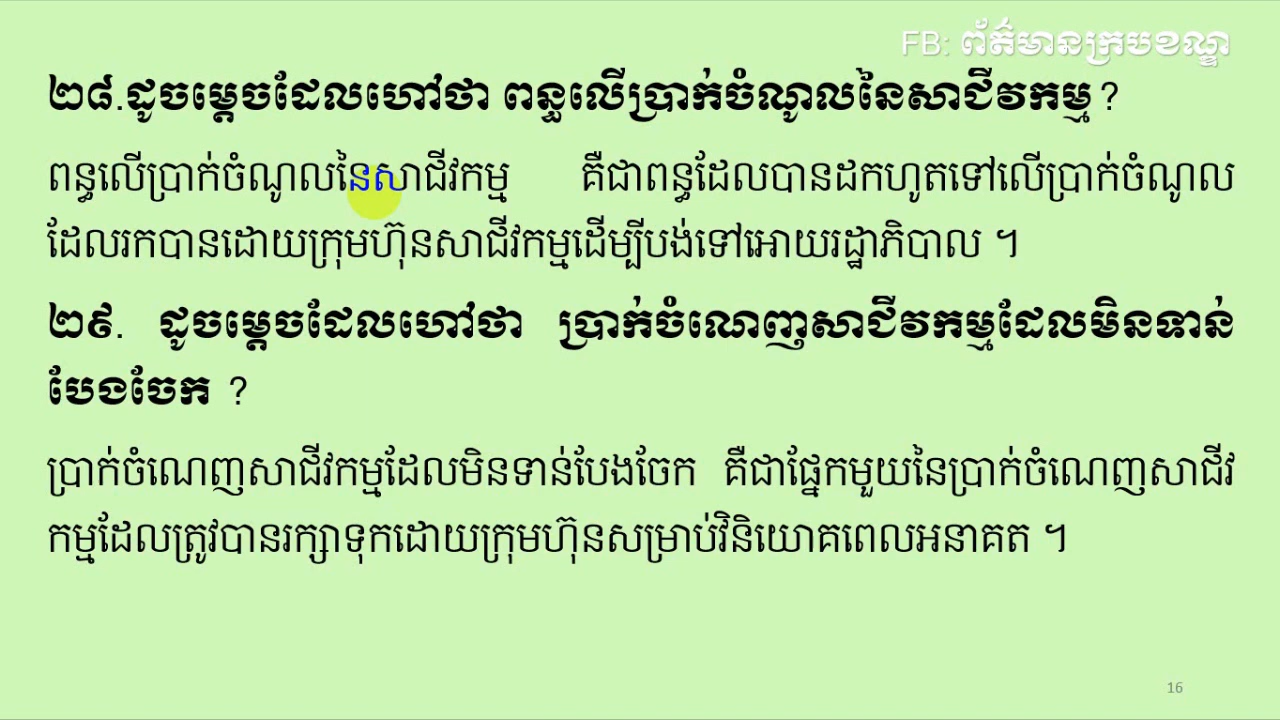 FB: ព័ត៌មានក្របខណ្ឌ
២៨.ដូចម្តេចដែលហៅថា ពន្ធលើប្រាក់ចំណូលនៃសាជីវកម្ម?
ពន្ធលើប្រាក់ចំណូលនៃសាជីវកម្ម គឺជាពន្ធដែលបានដកហូតទៅលើប្រាក់ចំណូល
ដែលរកបានដោយក្រុមហ៊ុនសាជីវកម្មដើម្បីបង់ទៅអោយរដ្ឋាភិបាល ។
២៩. ដូចម្តេចដែលហៅថា ប្រាក់ចំណេញសាជីវកម្មដែលមិនទាន់
បែងចែក ?
ប្រាក់ចំណេញសាជីវកម្មដែលមិនទាន់បែងចែក គឺជាផ្នែកមួយនៃប្រាក់ចំណេញសាជីវ
កម្មដែលត្រូវបានរក្សាទុកដោយក្រុមហ៊ុនសម្រាប់វិនិយោគពេលអនាគត ។
16